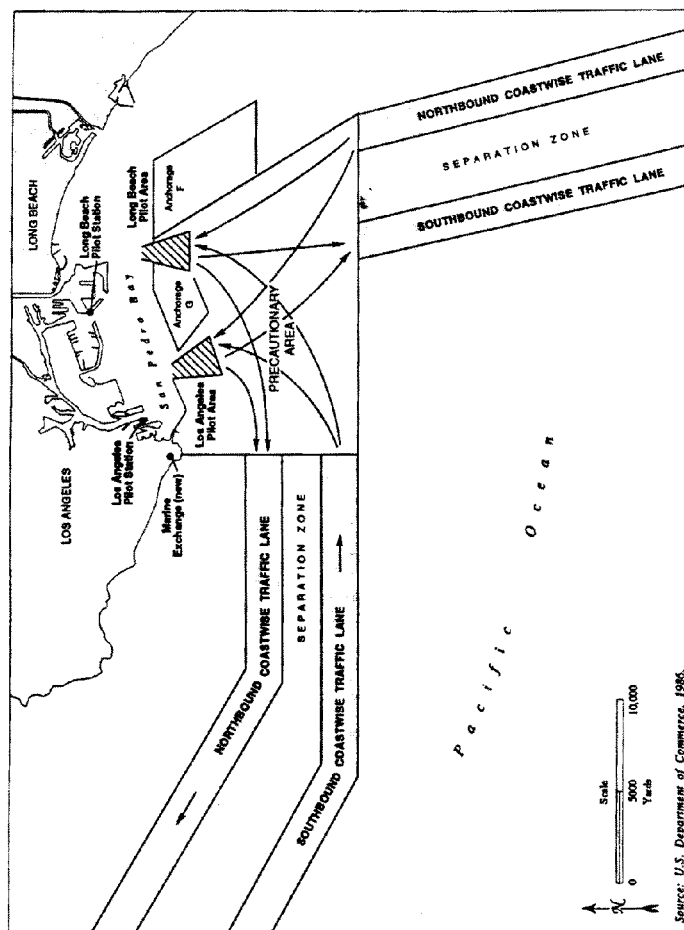 LONG BEACH
Long Beach
Pilot Station
LOS ANGELES
Los Angeles
Pilot Station
San Pedro Bay
Long Beach
Pilot Area
Anchorage
F
Anchorage
G
Los Angeles
Pilot Area
Marine
Exchange (new)
PRECAUTIONARY
AREA
NORTHBOUND COASTWISE TRAFFIC LANE
SEPARATION ZONE
SOUTHBOUND COASTWISE TRAFFIC LANE
NORTHBOUND COASTWISE TRAFFIC LANE
SEPARATION ZONE
SOUTHBOUND COASTWISE TRAFFIC LANE
Pacific Ocean
N
Scale
0 5000 10,000
Yards
Source: U.S. Department of Commerce, 1986.